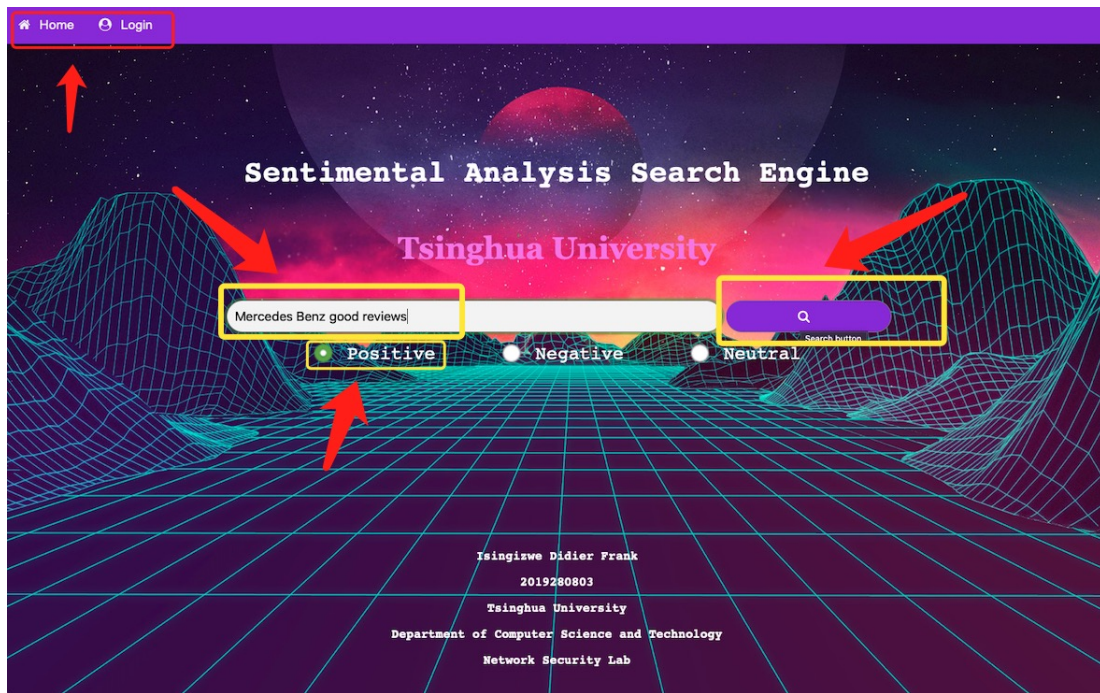 Home Login
Sentimental Analysis Search Engine
Tsinghua University
Mercedes Benz good reviews
Search button
Positive Negative Neutral
Isingizwe Didier Frank
2019280803
Tsinghua University
Department of Computer Science and Technology
Network Security Lab